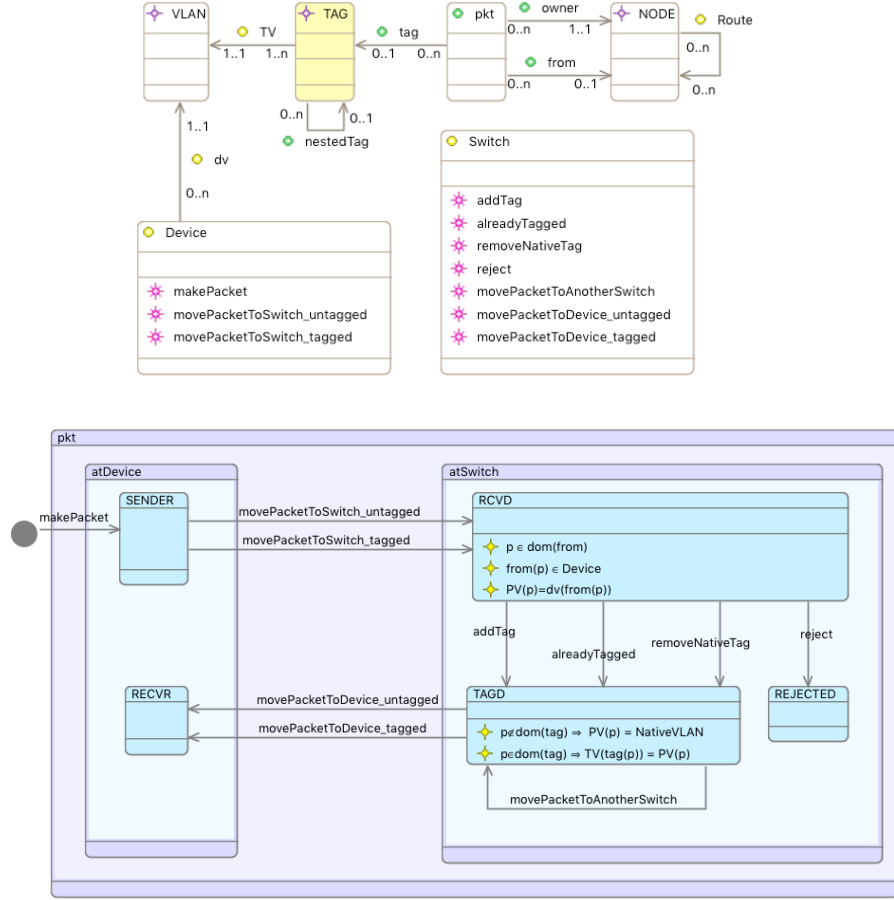 VLAN
TV
1..1
1..n
TAG
tag
0..1
0..n
pkt
owner
0..n
1..1
from
0..n
0..1
NODE
Route
0..n
0..n
0..n
0..1
nestedTag
1..1
dv
0..n
Device
makePacket
movePacketToSwitch_untagged
movePacketToSwitch_tagged
Switch
addTag
alreadyTagged
removeNativeTag
reject
movePacketToAnotherSwitch
movePacketToDevice_untagged
movePacketToDevice_tagged
pkt
atDevice
atSwitch
SENDER
RCVD
makePacket
movePacketToSwitch_untagged
movePacketToSwitch_tagged
p ∈ dom(from)
from(p) ∈ Device
PV(p)=dv(from(p))
addTag
alreadyTagged
removeNativeTag
reject
RECVR
movePacketToDevice_untagged
movePacketToDevice_tagged
TAGD
p∉dom(tag) ⇒ PV(p) = NativeVLAN
p∈dom(tag) ⇒ TV(tag(p)) = PV(p)
REJECTED
movePacketToAnotherSwitch